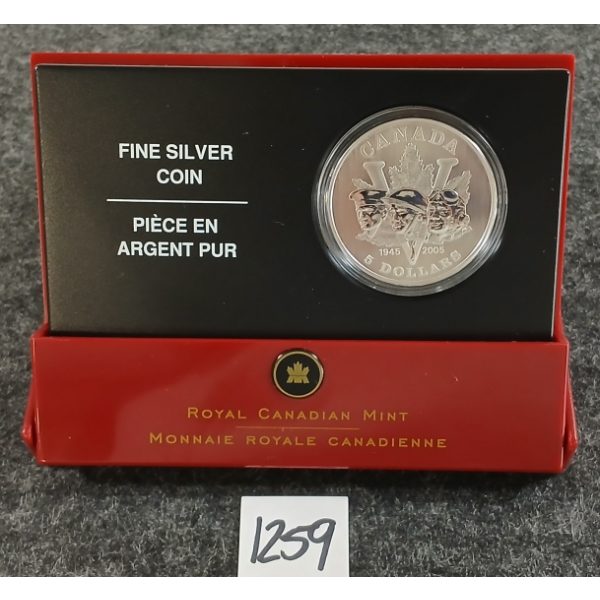 FINE SILVER
COIN
PIÈCE EN
ARGENT PUR
CANADA
1945 2005
5 DOLLARS
ROYAL CANADIAN MINT
MONNAIE ROYALE CANADIENNE
1259